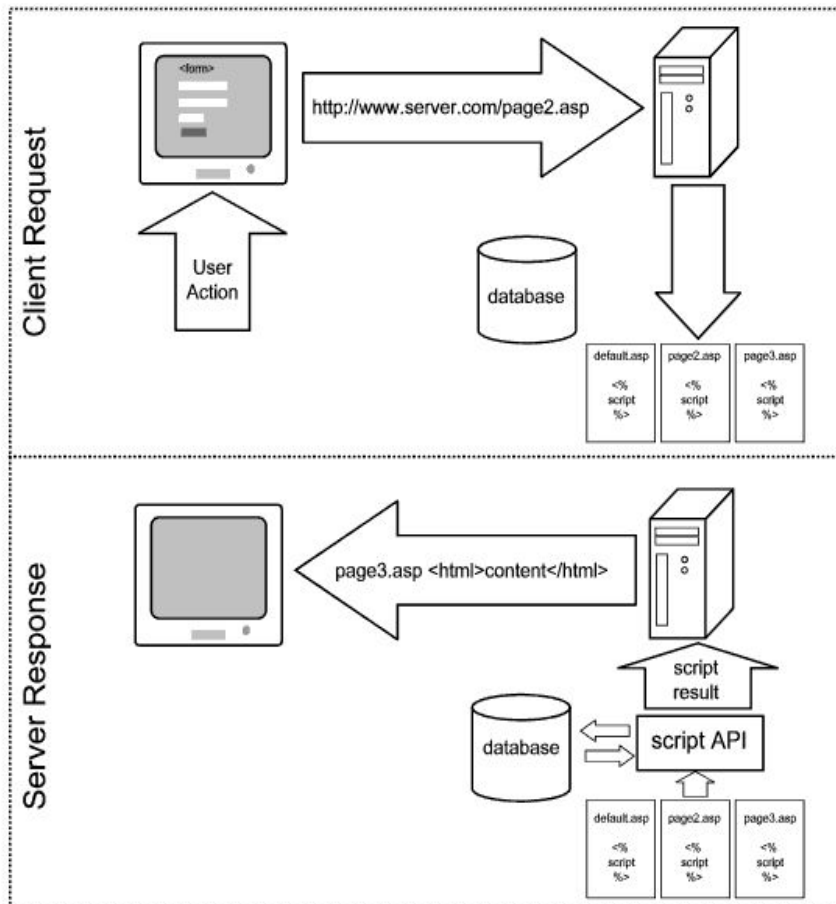 Client Request
<form>
http://www.server.com/page2.asp
User
Action
database
default.asp
<%
script
%>
page2.asp
<%
script
%>
page3.asp
<%
script
%>
Server Response
page3.asp <html>content</html>
script
result
database
script API
default.asp
<%
script
%>
page2.asp
<%
script
%>
page3.asp
<%
script
%>